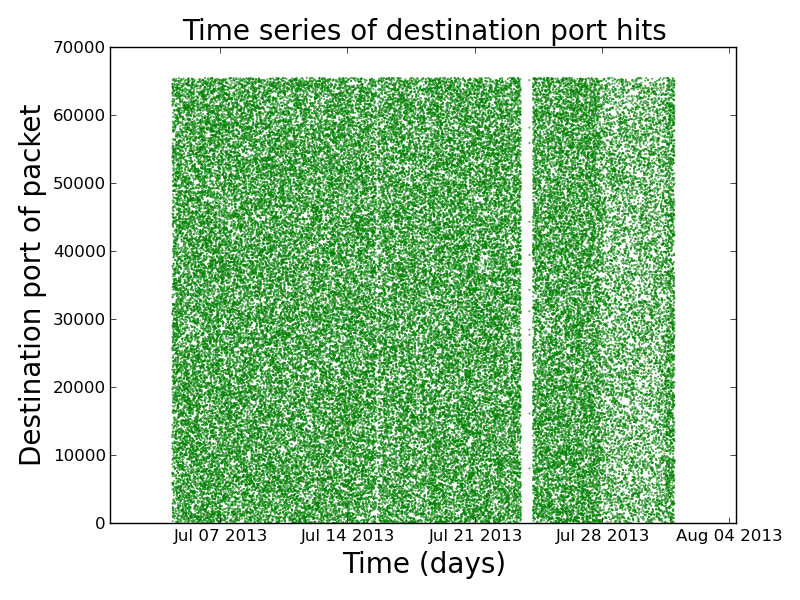 Time series of destination port hits
70000
60000
50000
40000
30000
20000
10000
0
Destination port of packet
Jul 07 2013 Jul 14 2013 Jul 21 2013 Jul 28 2013 Aug 04 2013
Time (days)